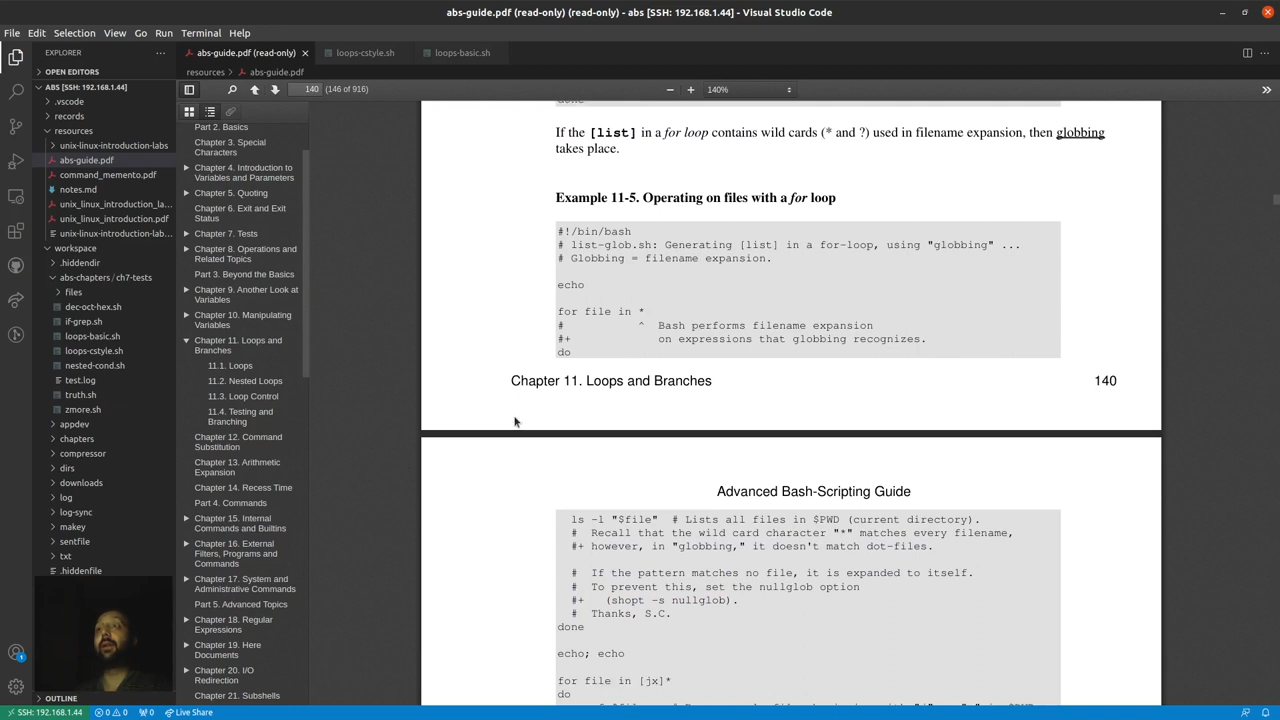 abs-guide.pdf (read-only) (read-only) - abs [SSH: 192.168.1.44] - Visual Studio Code
File Edit Selection View Go Run Terminal Help
EXPLORER
OPEN EDITORS
ABS [SSH: 192.168.1.44]
.vscode
records
resources
unix-linux-introduction-labs
abs-guide.pdf
command_memento.pdf
notes.md
unix_linux_introduction_la...
unix_linux_introduction.pdf
unix-linux-introduction-lab...
workspace
.hiddendir
abs-chapters / ch7-tests
files
dec-oct-hex.sh
if-grep.sh
loops-basic.sh
loops-cstyle.sh
nested-cond.sh
test.log
truth.sh
zmore.sh
appdev
chapters
compressor
dirs
downloads
log
log-sync
makey
sentfile
txt
.hiddenfile
OUTLINE
abs-guide.pdf (read-only) loops-cstyle.sh loops-basic.sh
resources abs-guide.pdf
140 (146 of 916) 140%
Part 2. Basics
Chapter 3. Special
Characters
Chapter 4. Introduction to
Variables and Parameters
Chapter 5. Quoting
Chapter 6. Exit and Exit
Status
Chapter 7. Tests
Chapter 8. Operations and
Related Topics
Part 3. Beyond the Basics
Chapter 9. Another Look at
Variables
Chapter 10. Manipulating
Variables
Chapter 11. Loops and
Branches
11.1. Loops
11.2. Nested Loops
11.3. Loop Control
11.4. Testing and
Branching
Chapter 12. Command
Substitution
Chapter 13. Arithmetic
Expansion
Chapter 14. Recess Time
Part 4. Commands
Chapter 15. Internal
Commands and Builtins
Chapter 16. External
Filters, Programs and
Commands
Chapter 17. System and
Administrative Commands
Part 5. Advanced Topics
Chapter 18. Regular
Expressions
Chapter 19. Here
Documents
Chapter 20. I/O
Redirection
Chapter 21. Subshells
done
If the [list] in a for loop contains wild cards (* and ?) used in filename expansion, then globbing
takes place.
Example 11-5. Operating on files with a for loop
#!/bin/bash
# list-glob.sh: Generating [list] in a for-loop, using "globbing" ...
# Globbing = filename expansion.
echo
for file in *
# ^ Bash performs filename expansion
#+ on expressions that globbing recognizes.
do
Chapter 11. Loops and Branches 140
Advanced Bash-Scripting Guide
ls -l "$file" # Lists all files in $PWD (current directory).
# Recall that the wild card character "*" matches every filename,
#+ however, in "globbing," it doesn't match dot-files.
# If the pattern matches no file, it is expanded to itself.
# To prevent this, set the nullglob option
#+ (shopt -s nullglob).
# Thanks, S.C.
done
echo; echo
for file in [jx]*
do
SSH: 192.168.1.44 0 0 0 Live Share
1